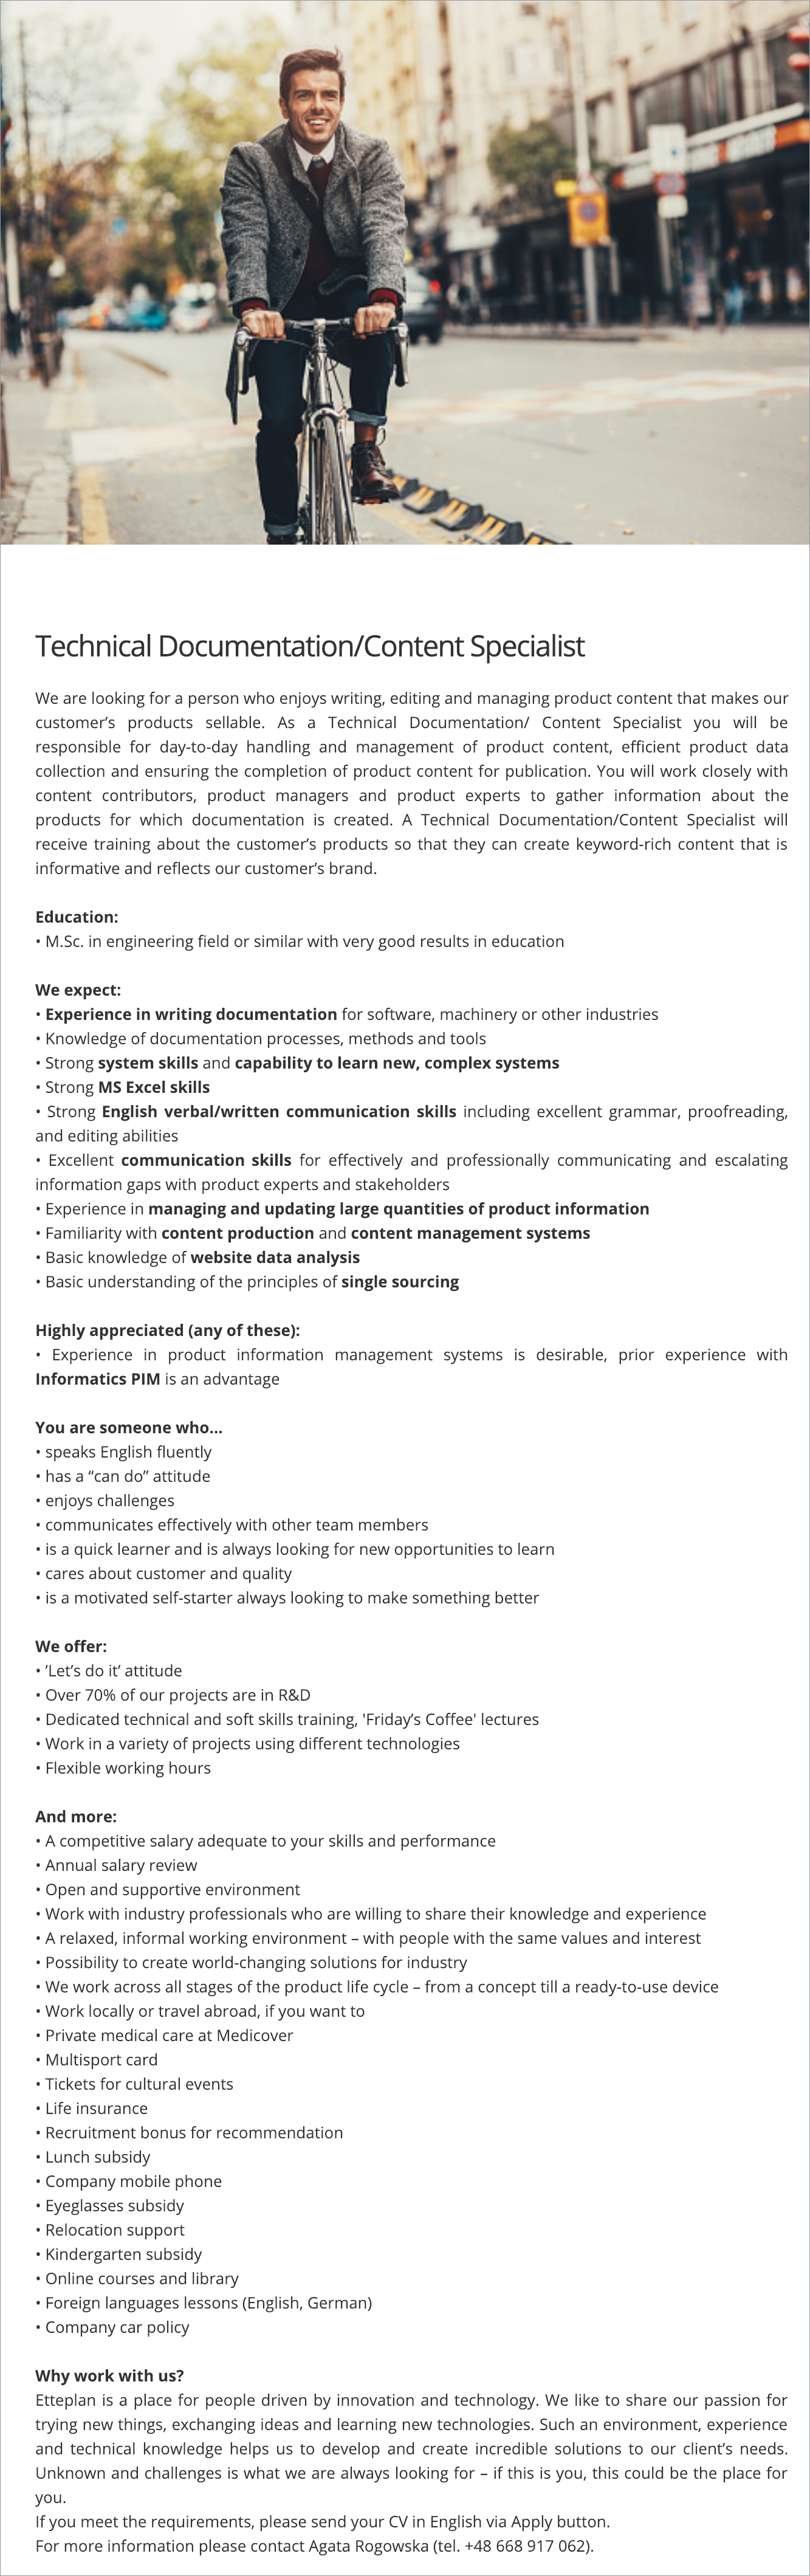 Technical Documentation/Content Specialist
We are looking for a person who enjoys writing, editing and managing product content that makes our
customer’s products sellable. As a Technical Documentation/ Content Specialist you will be
responsible for day-to-day handling and management of product content, efficient product data
collection and ensuring the completion of product content for publication. You will work closely with
content contributors, product managers and product experts to gather information about the
products for which documentation is created. A Technical Documentation/Content Specialist will
receive training about the customer’s products so that they can create keyword-rich content that is
informative and reflects our customer’s brand.
Education:
• M.Sc. in engineering field or similar with very good results in education
We expect:
• Experience in writing documentation for software, machinery or other industries
• Knowledge of documentation processes, methods and tools
• Strong system skills and capability to learn new, complex systems
• Strong MS Excel skills
• Strong English verbal/written communication skills including excellent grammar, proofreading,
and editing abilities
• Excellent communication skills for effectively and professionally communicating and escalating
information gaps with product experts and stakeholders
• Experience in managing and updating large quantities of product information
• Familiarity with content production and content management systems
• Basic knowledge of website data analysis
• Basic understanding of the principles of single sourcing
Highly appreciated (any of these):
• Experience in product information management systems is desirable, prior experience with
Informatics PIM is an advantage
You are someone who...
• speaks English fluently
• has a “can do” attitude
• enjoys challenges
• communicates effectively with other team members
• is a quick learner and is always looking for new opportunities to learn
• cares about customer and quality
• is a motivated self-starter always looking to make something better
We offer:
• ’Let’s do it’ attitude
• Over 70% of our projects are in R&D
• Dedicated technical and soft skills training, 'Friday’s Coffee' lectures
• Work in a variety of projects using different technologies
• Flexible working hours
And more:
• A competitive salary adequate to your skills and performance
• Annual salary review
• Open and supportive environment
• Work with industry professionals who are willing to share their knowledge and experience
• A relaxed, informal working environment – with people with the same values and interest
• Possibility to create world-changing solutions for industry
• We work across all stages of the product life cycle – from a concept till a ready-to-use device
• Work locally or travel abroad, if you want to
• Private medical care at Medicover
• Multisport card
• Tickets for cultural events
• Life insurance
• Recruitment bonus for recommendation
• Lunch subsidy
• Company mobile phone
• Eyeglasses subsidy
• Relocation support
• Kindergarten subsidy
• Online courses and library
• Foreign languages lessons (English, German)
• Company car policy
Why work with us?
Etteplan is a place for people driven by innovation and technology. We like to share our passion for
trying new things, exchanging ideas and learning new technologies. Such an environment, experience
and technical knowledge helps us to develop and create incredible solutions to our client’s needs.
Unknown and challenges is what we are always looking for – if this is you, this could be the place for
you.
If you meet the requirements, please send your CV in English via Apply button.
For more information please contact Agata Rogowska (tel. +48 668 917 062).